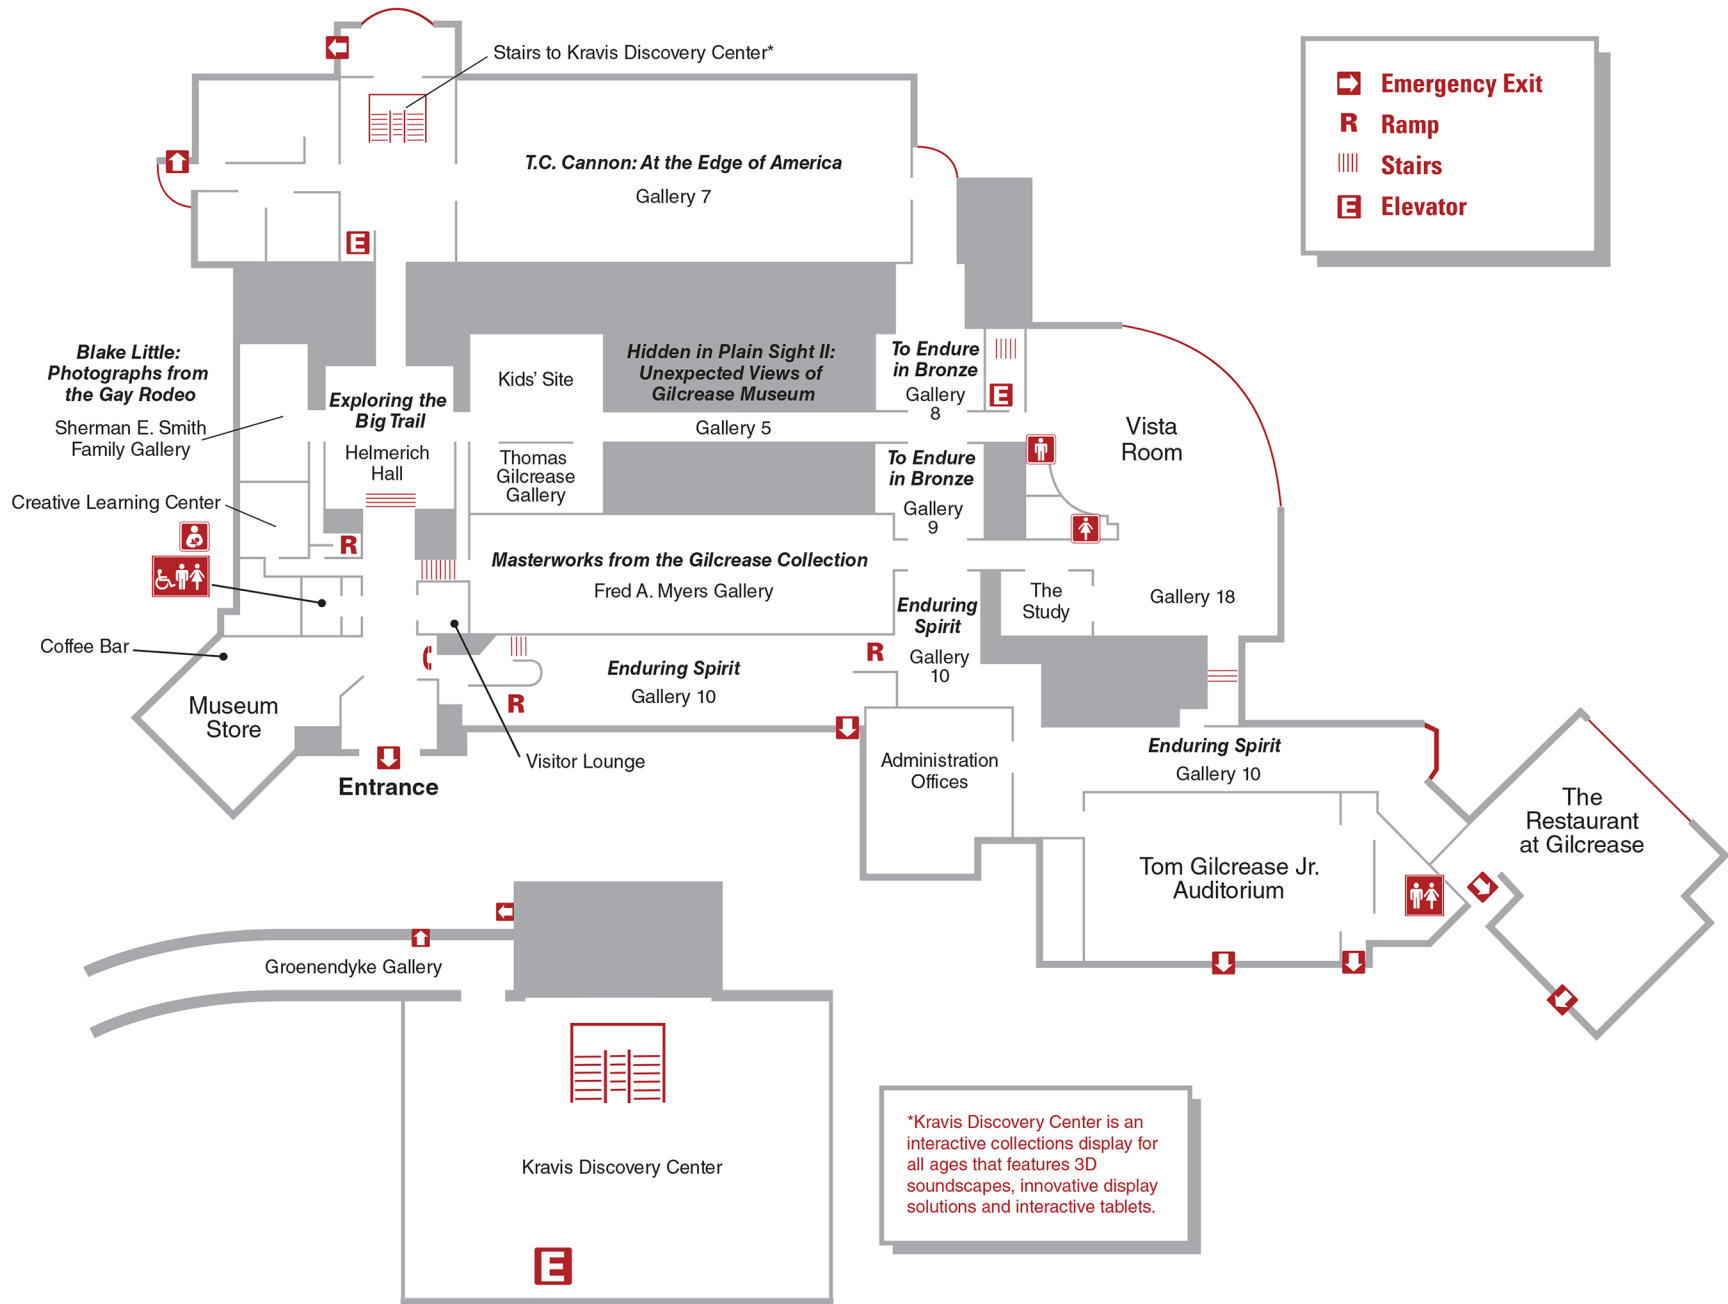 Stairs to Kravis Discovery Center*
T.C. Cannon: At the Edge of America
Gallery 7
E
Emergency Exit
R Ramp
Stairs
E Elevator
Blake Little:
Photographs from
the Gay Rodeo
Sherman E. Smith
Family Gallery
Creative Learning Center
Exploring the
Big Trail
Helmerich
Hall
R
Kids' Site
Thomas
Gilcrease
Gallery
Hidden in Plain Sight II:
Unexpected Views of
Gilcrease Museum
Gallery 5
To Endure
in Bronze
Gallery
8
E
To Endure
in Bronze
Gallery
9
Vista
Room
Masterworks from the Gilcrease Collection
Fred A. Myers Gallery
Enduring
Spirit
Gallery
10
The
Study
Gallery 18
Coffee Bar
Museum
Store
Enduring Spirit
Gallery 10
R
R
Visitor Lounge
Entrance
Administration
Offices
Enduring Spirit
Gallery 10
Tom Gilcrease Jr.
Auditorium
The
Restaurant
at Gilcrease
Groenendyke Gallery
Kravis Discovery Center
E
*Kravis Discovery Center is an
interactive collections display for
all ages that features 3D
soundscapes, innovative display
solutions and interactive tablets.